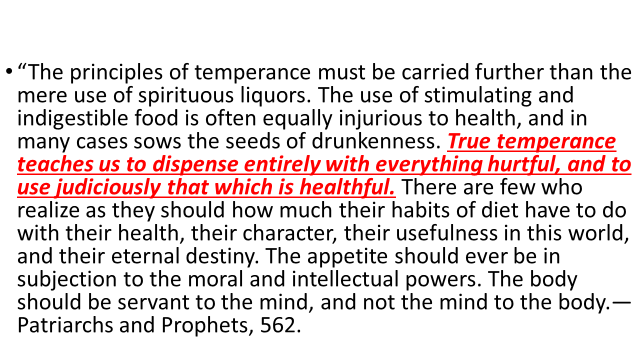 • “The principles of temperance must be carried further than the
mere use of spirituous liquors. The use of stimulating and
indigestible food is often equally injurious to health, and in
many cases sows the seeds of drunkenness. True temperance
teaches us to dispense entirely with everything hurtful, and to
use judiciously that which is healthful. There are few who
realize as they should how much their habits of diet have to do
with their health, their character, their usefulness in this world,
and their eternal destiny. The appetite should ever be in
subjection to the moral and intellectual powers. The body
should be servant to the mind, and not the mind to the body.—
Patriarchs and Prophets, 562.